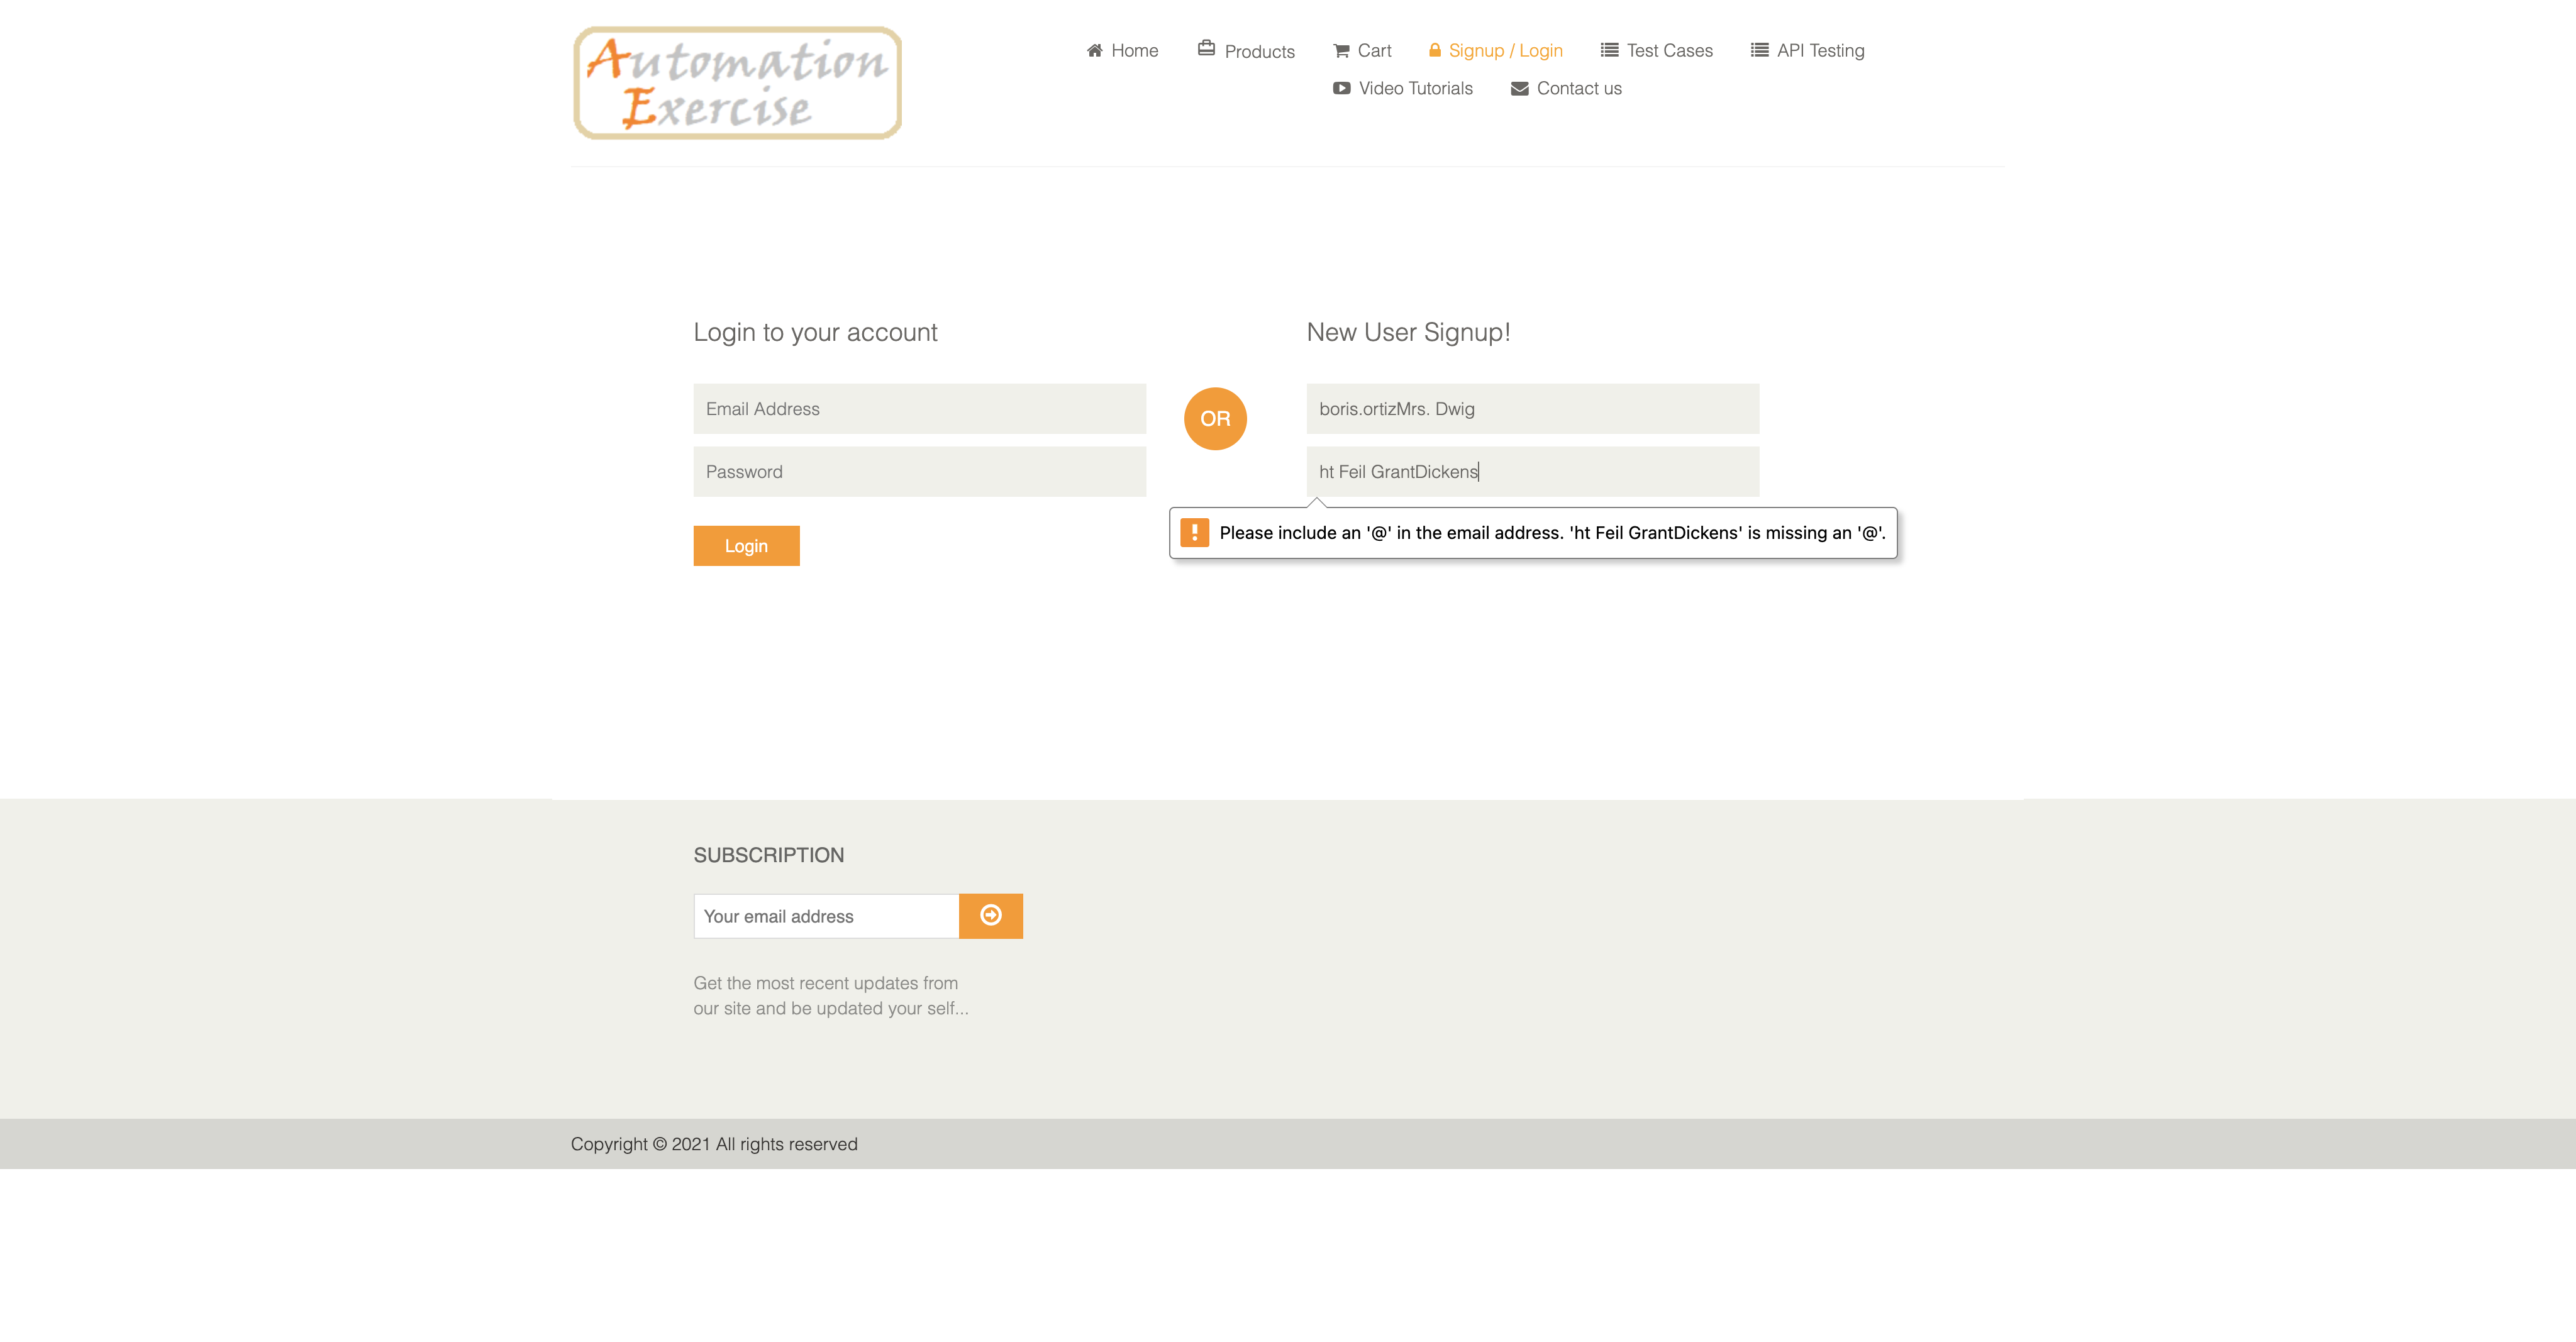 Automation
Exercise
Home Products Cart Signup / Login Test Cases API Testing
Video Tutorials Contact us
Login to your account
Email Address
Password
Login
OR
New User Signup!
boris.ortizMrs. Dwig
ht Feil GrantDickens
Please include an '@' in the email address. 'ht Feil GrantDickens' is missing an '@'.
SUBSCRIPTION
Your email address
Get the most recent updates from
our site and be updated your self...
Copyright © 2021 All rights reserved